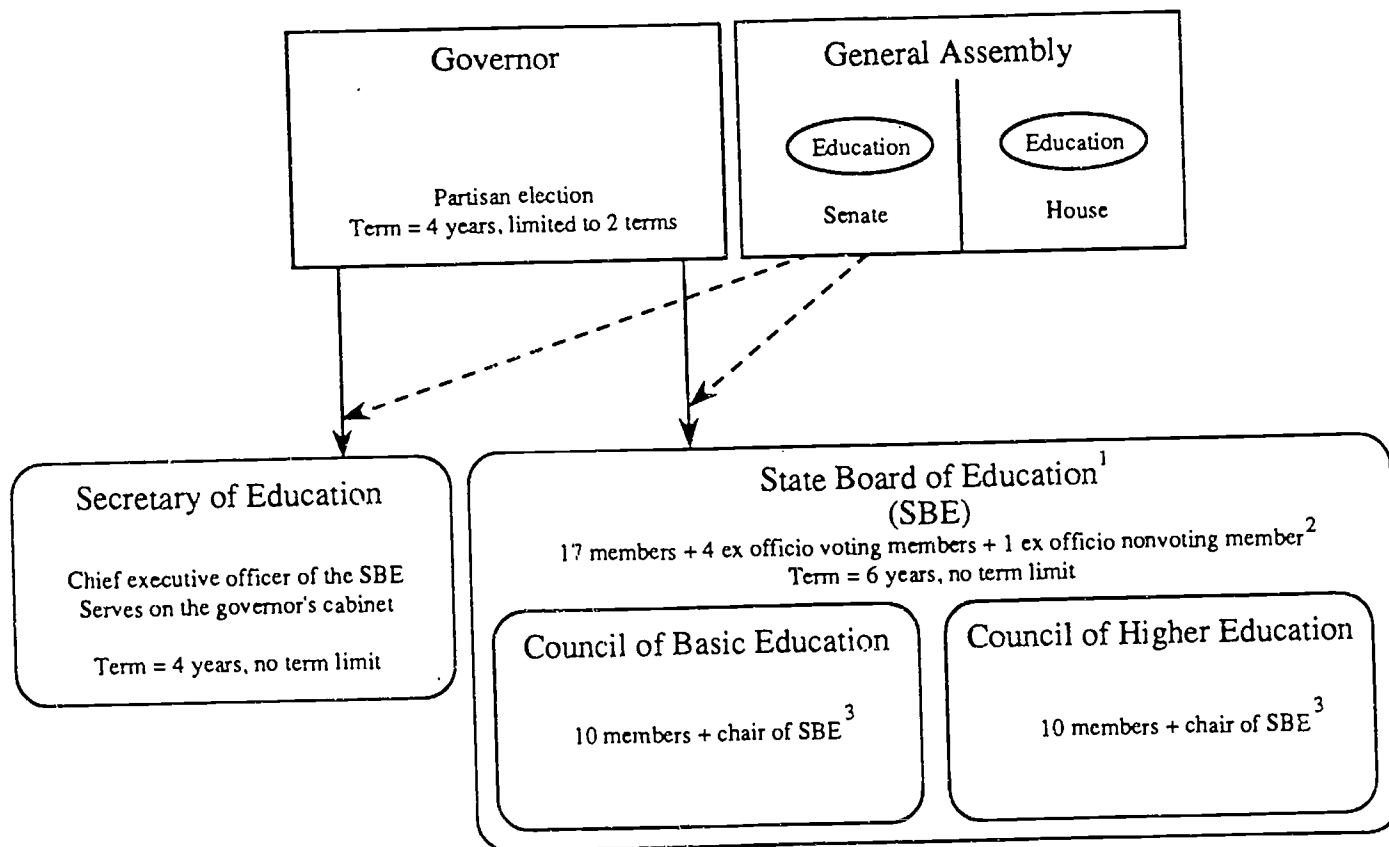 Governor
Partisan election
Term = 4 years, limited to 2 terms
General Assembly
Education
Senate
Education
House
Secretary of Education
Chief executive officer of the SBE
Serves on the governor's cabinet
Term = 4 years, no term limit
State Board of Education¹
(SBE)
17 members + 4 ex officio voting members + 1 ex officio nonvoting member²
Term = 6 years, no term limit
Council of Basic Education
10 members + chair of SBE³
Council of Higher Education
10 members + chair of SBE³